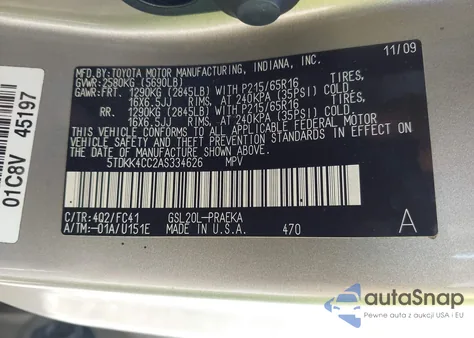 MFD. BY: TOYOTA MOTOR MANUFACTURING, INDIANA, INC. 11/09
GVWR: 2580KG (5690LB)
GAWR: FRT. 1290KG (2845LB) WITH P215/65R16 TIRES,
16X6.5JJ RIMS, AT 240KPA (35PSI) COLD
RR. 1290KG (2845LB) WITH P215/65R16 TIRES,
16X6.5JJ RIMS, AT 240KPA (35PSI) COLD
THIS VEHICLE CONFORMS TO ALL APPLICABLE FEDERAL MOTOR
VEHICLE SAFETY, BUMPER, AND THEFT PREVENTION STANDARDS
IN EFFECT ON THE DATE OF MANUFACTURE SHOWN ABOVE.
5TDKK4CC2AS334626 MPV
C/TR: 4Q2/FC41 GSL20L-PRAEKA A
A/TM: -01A/U151E MADE IN U.S.A. 470
01C8V 45197
autaSnap
Pewne auta z aukcji USA i EU